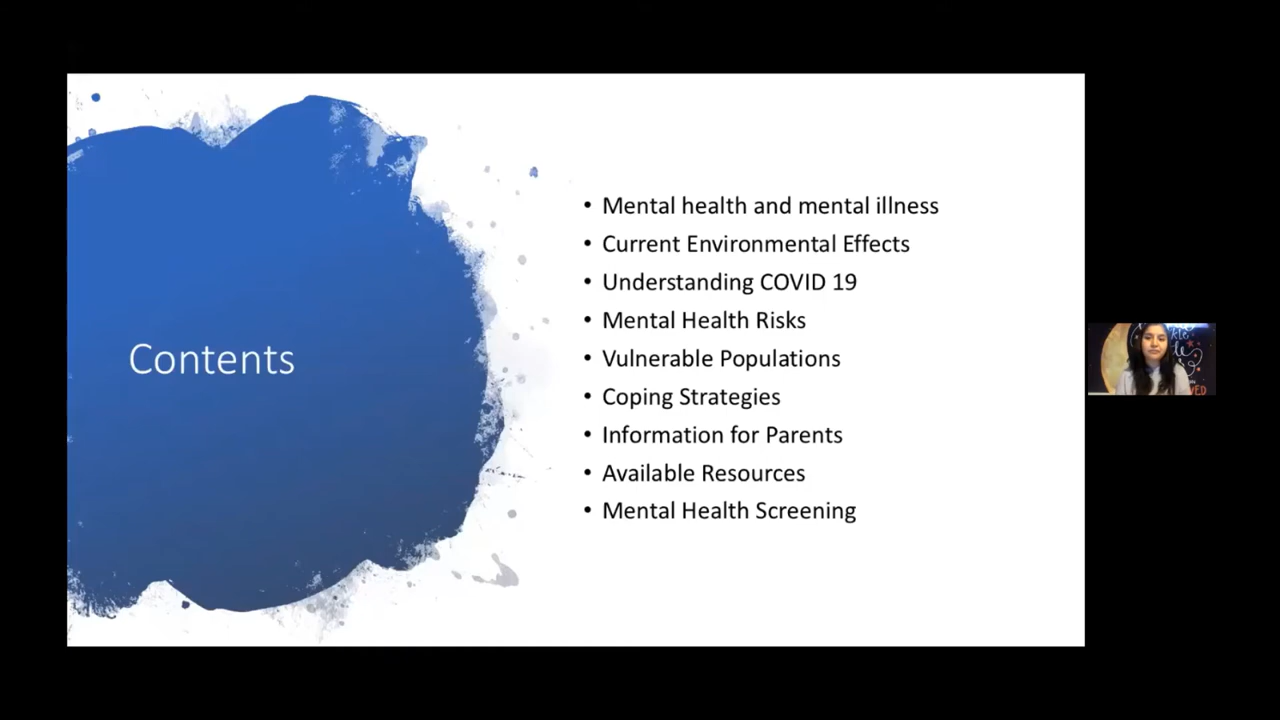 Contents
• Mental health and mental illness
• Current Environmental Effects
• Understanding COVID 19
• Mental Health Risks
• Vulnerable Populations
• Coping Strategies
• Information for Parents
• Available Resources
• Mental Health Screening